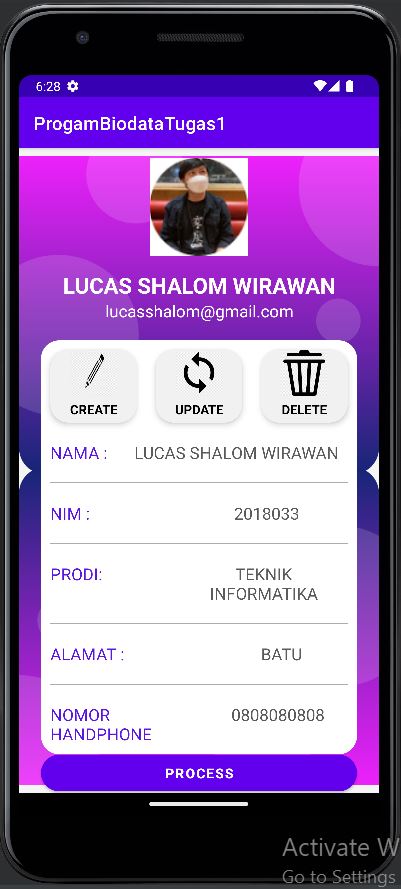 6:28
ProgamBiodataTugas1
LUCAS SHALOM WIRAWAN
lucasshalom@gmail.com
CREATE
UPDATE
DELETE
NAMA : LUCAS SHALOM WIRAWAN
NIM : 2018033
PRODI: TEKNIK
INFORMATIKA
ALAMAT : BATU
NOMOR 0808080808
HANDPHONE
PROCESS
Activate W
Go to Settings